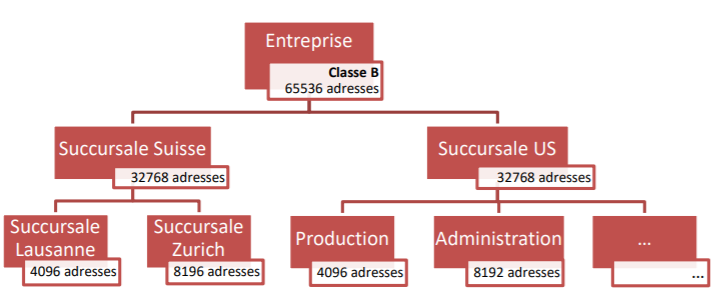 Entreprise
Classe B
65536 adresses
Succursale Suisse
32768 adresses
Succursale US
32768 adresses
Succursale
Lausanne
4096 adresses
Succursale
Zurich
8196 adresses
Production
4096 adresses
Administration
8192 adresses
...
...